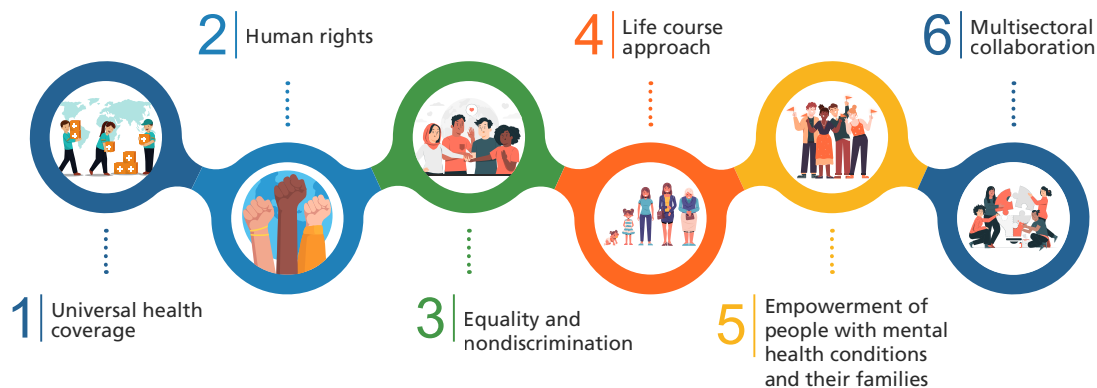 1
Universal health
coverage
2
Human rights
3
Equality and
nondiscrimination
4
Life course
approach
5
Empowerment of
people with mental
health conditions
and their families
6
Multisectoral
collaboration